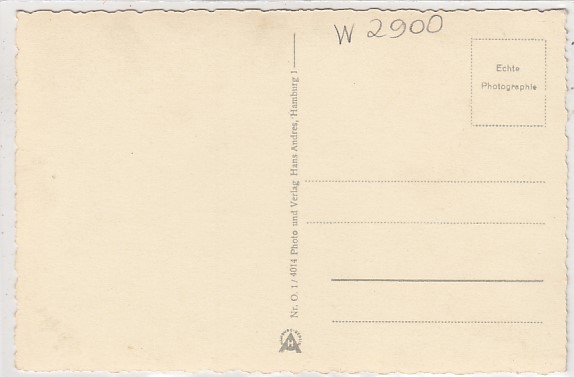 W 2900
Echte
Photographie
Nr. O. 1/4014 Photo und Verlag Hans Andres, Hamburg 1